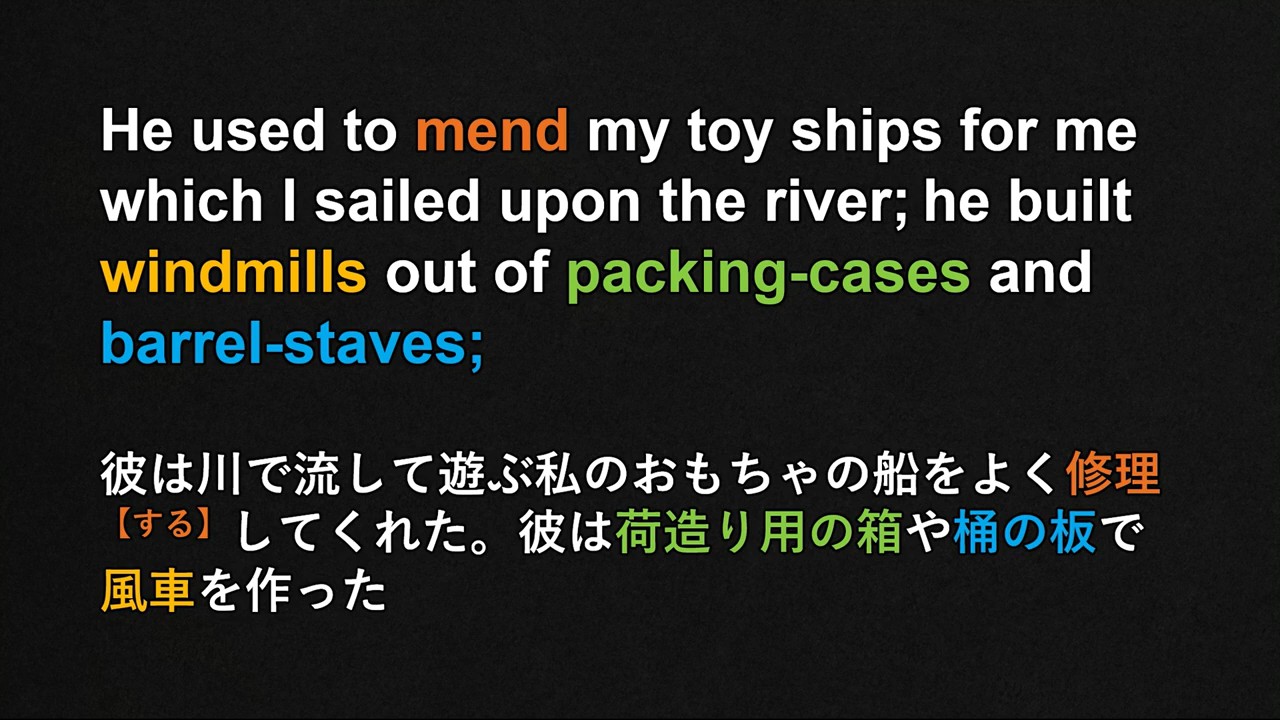 He used to mend my toy ships for me
which I sailed upon the river; he built
windmills out of packing-cases and
barrel-staves;
彼は川で流して遊ぶ私のおもちゃの船をよく修理
【する】してくれた。彼は荷造り用の箱や桶の板で
風車を作った